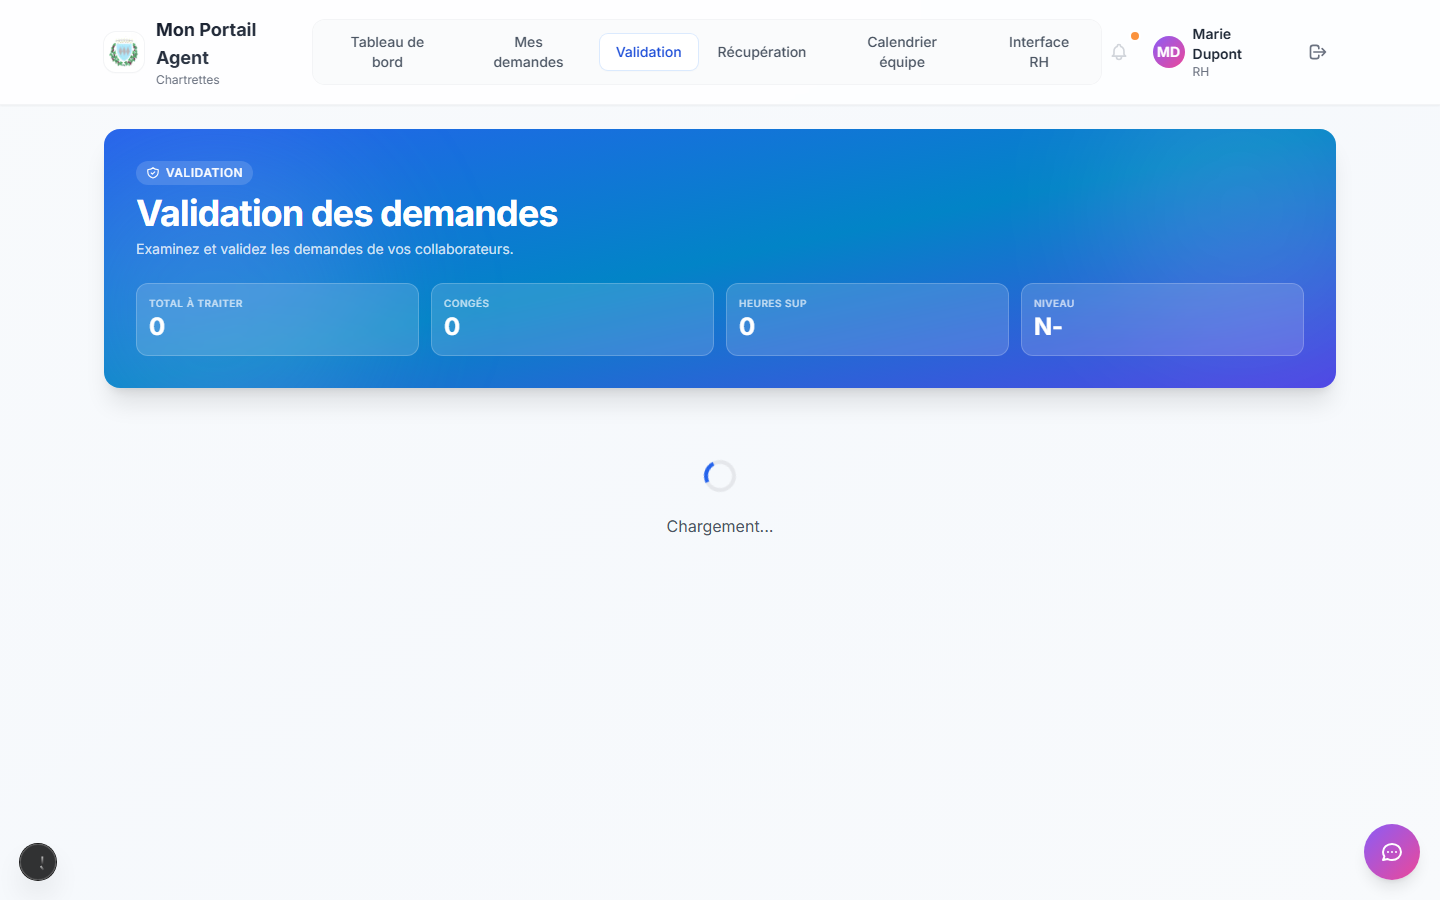 Mon Portail
Agent
Chartrettes
Tableau de
bord
Mes
demandes
Validation
Récupération
Calendrier
équipe
Interface
RH
MD
Marie
Dupont
RH
VALIDATION
Validation des demandes
Examinez et validez les demandes de vos collaborateurs.
TOTAL À TRAITER
0
CONGÉS
0
HEURES SUP
0
NIVEAU
N-
Chargement...